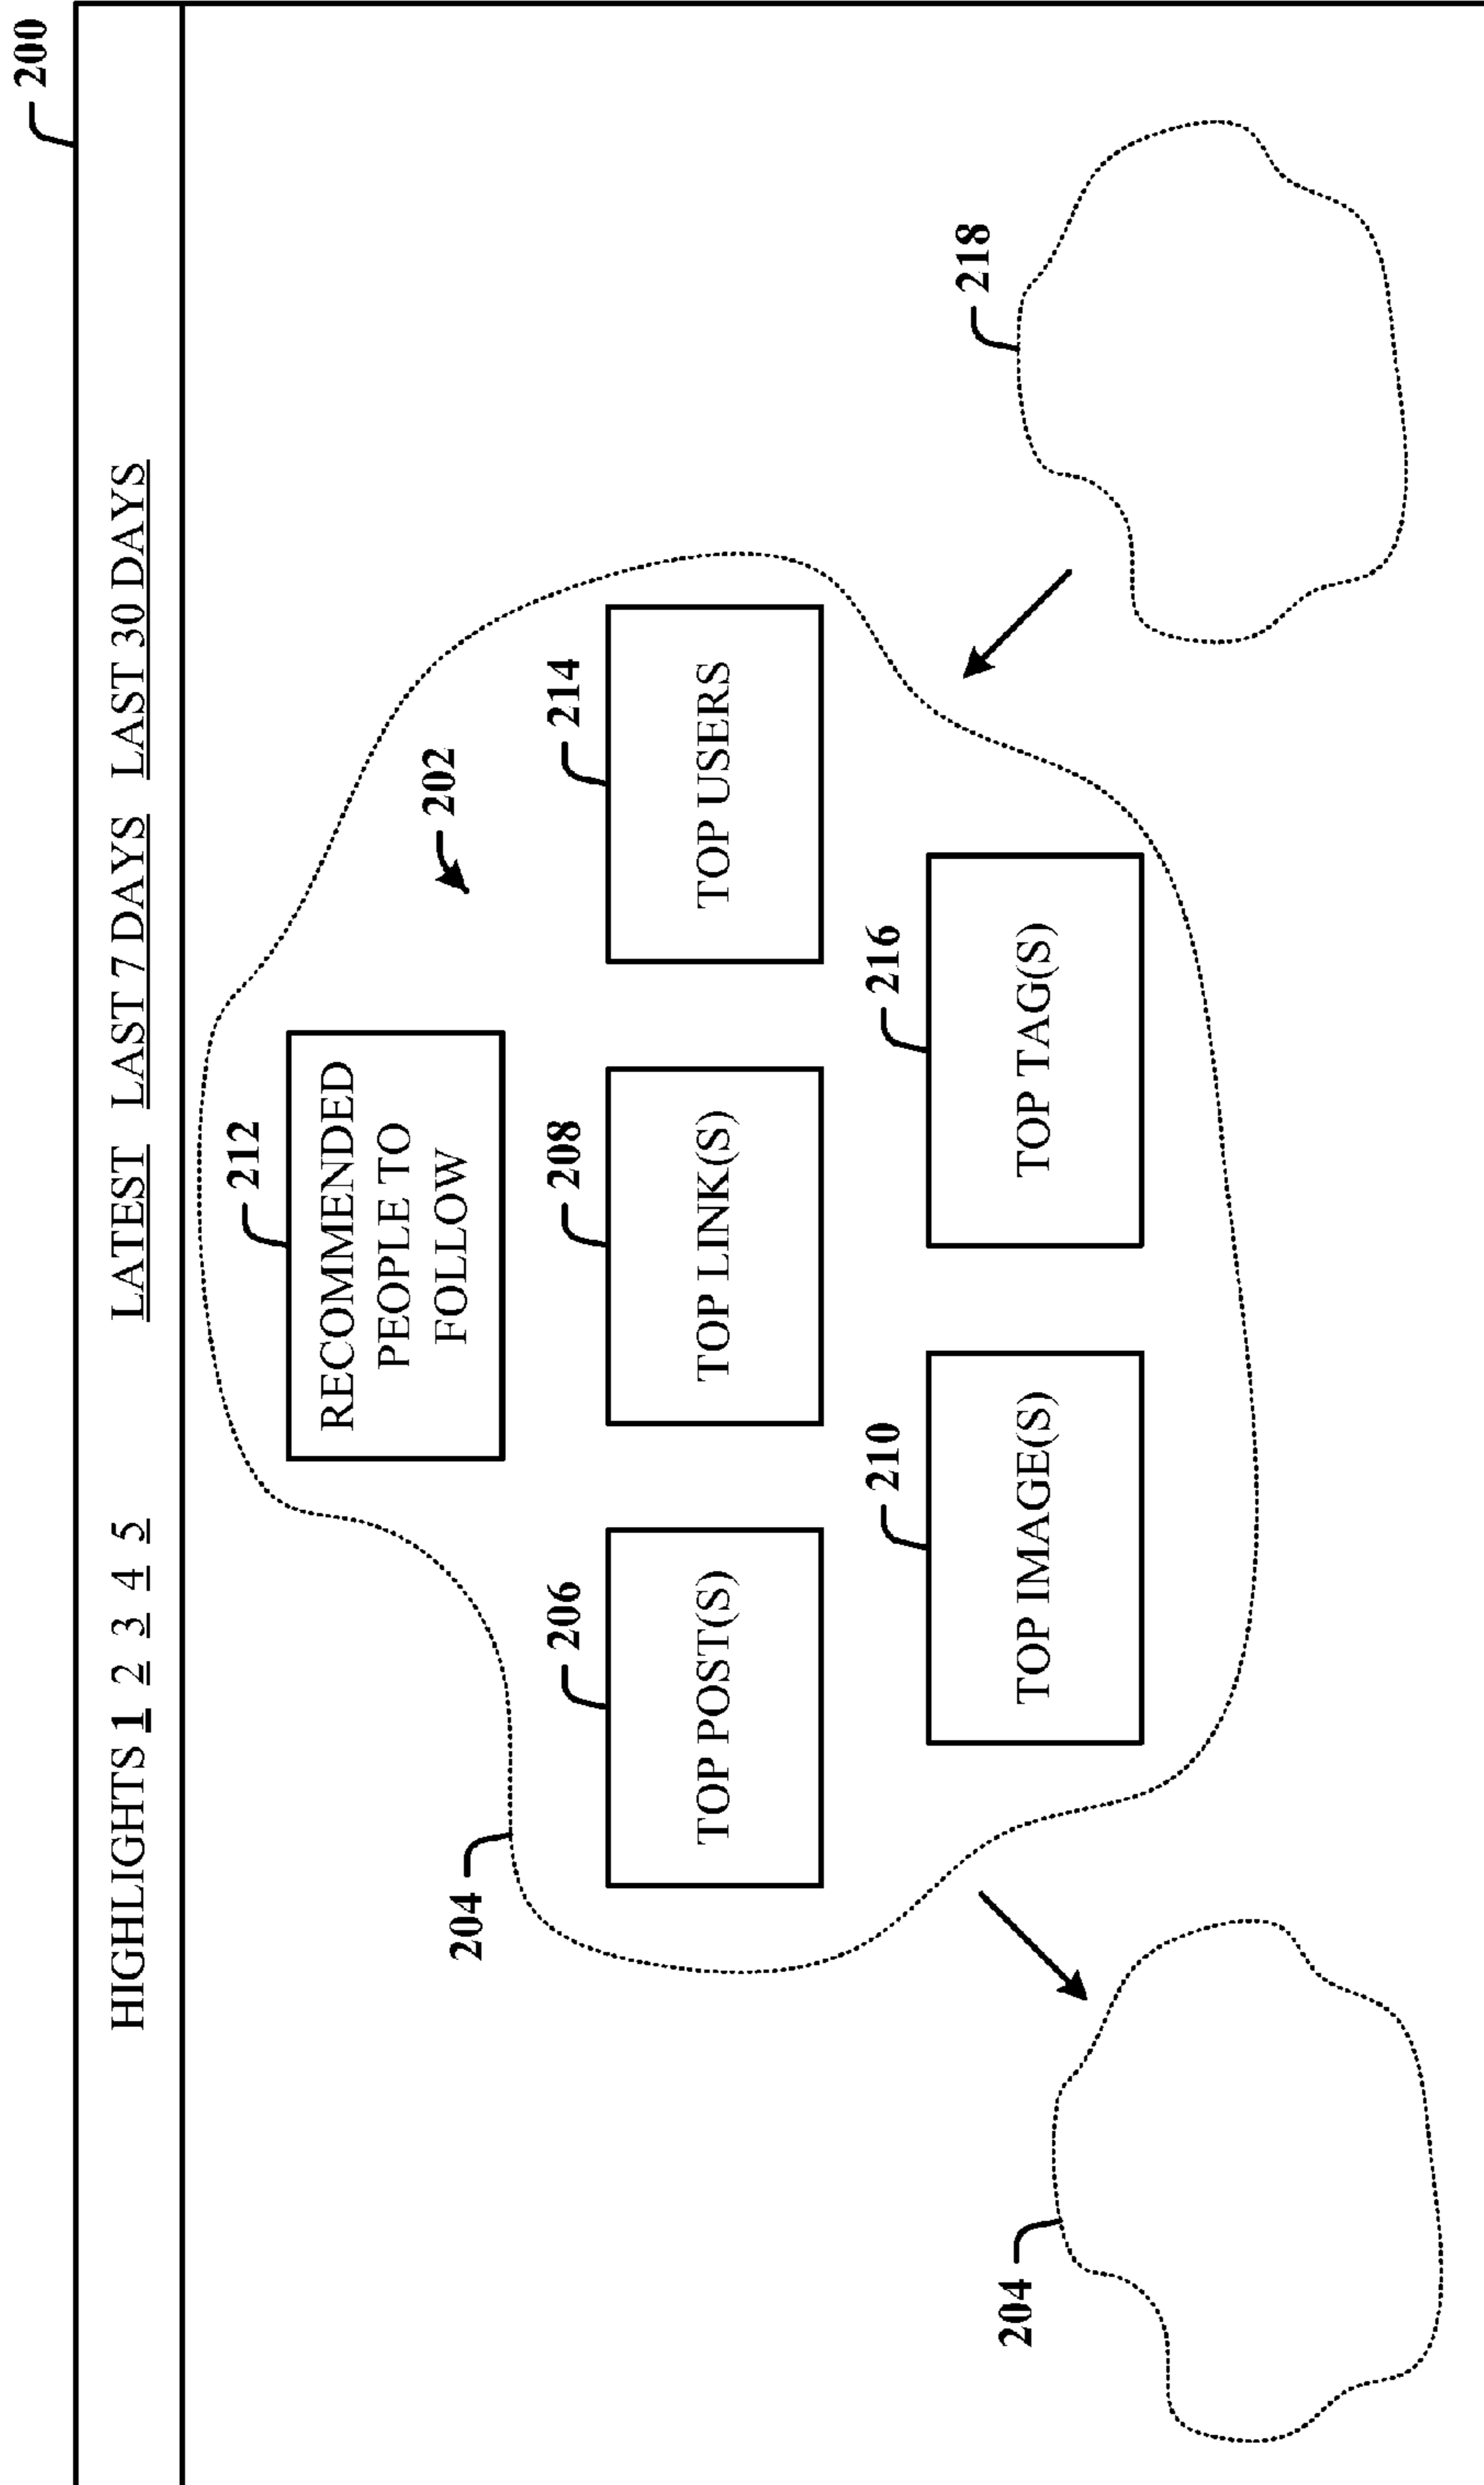 200
HIGHLIGHTS 1 2 3 4 5 LATEST LAST 7 DAYS LAST 30 DAYS
212
RECOMMENDED
PEOPLE TO
FOLLOW
202
204
206
TOP POST(S)
208
TOP LINK(S)
214
TOP USERS
210
TOP IMAGE(S)
216
TOP TAG(S)
218
204